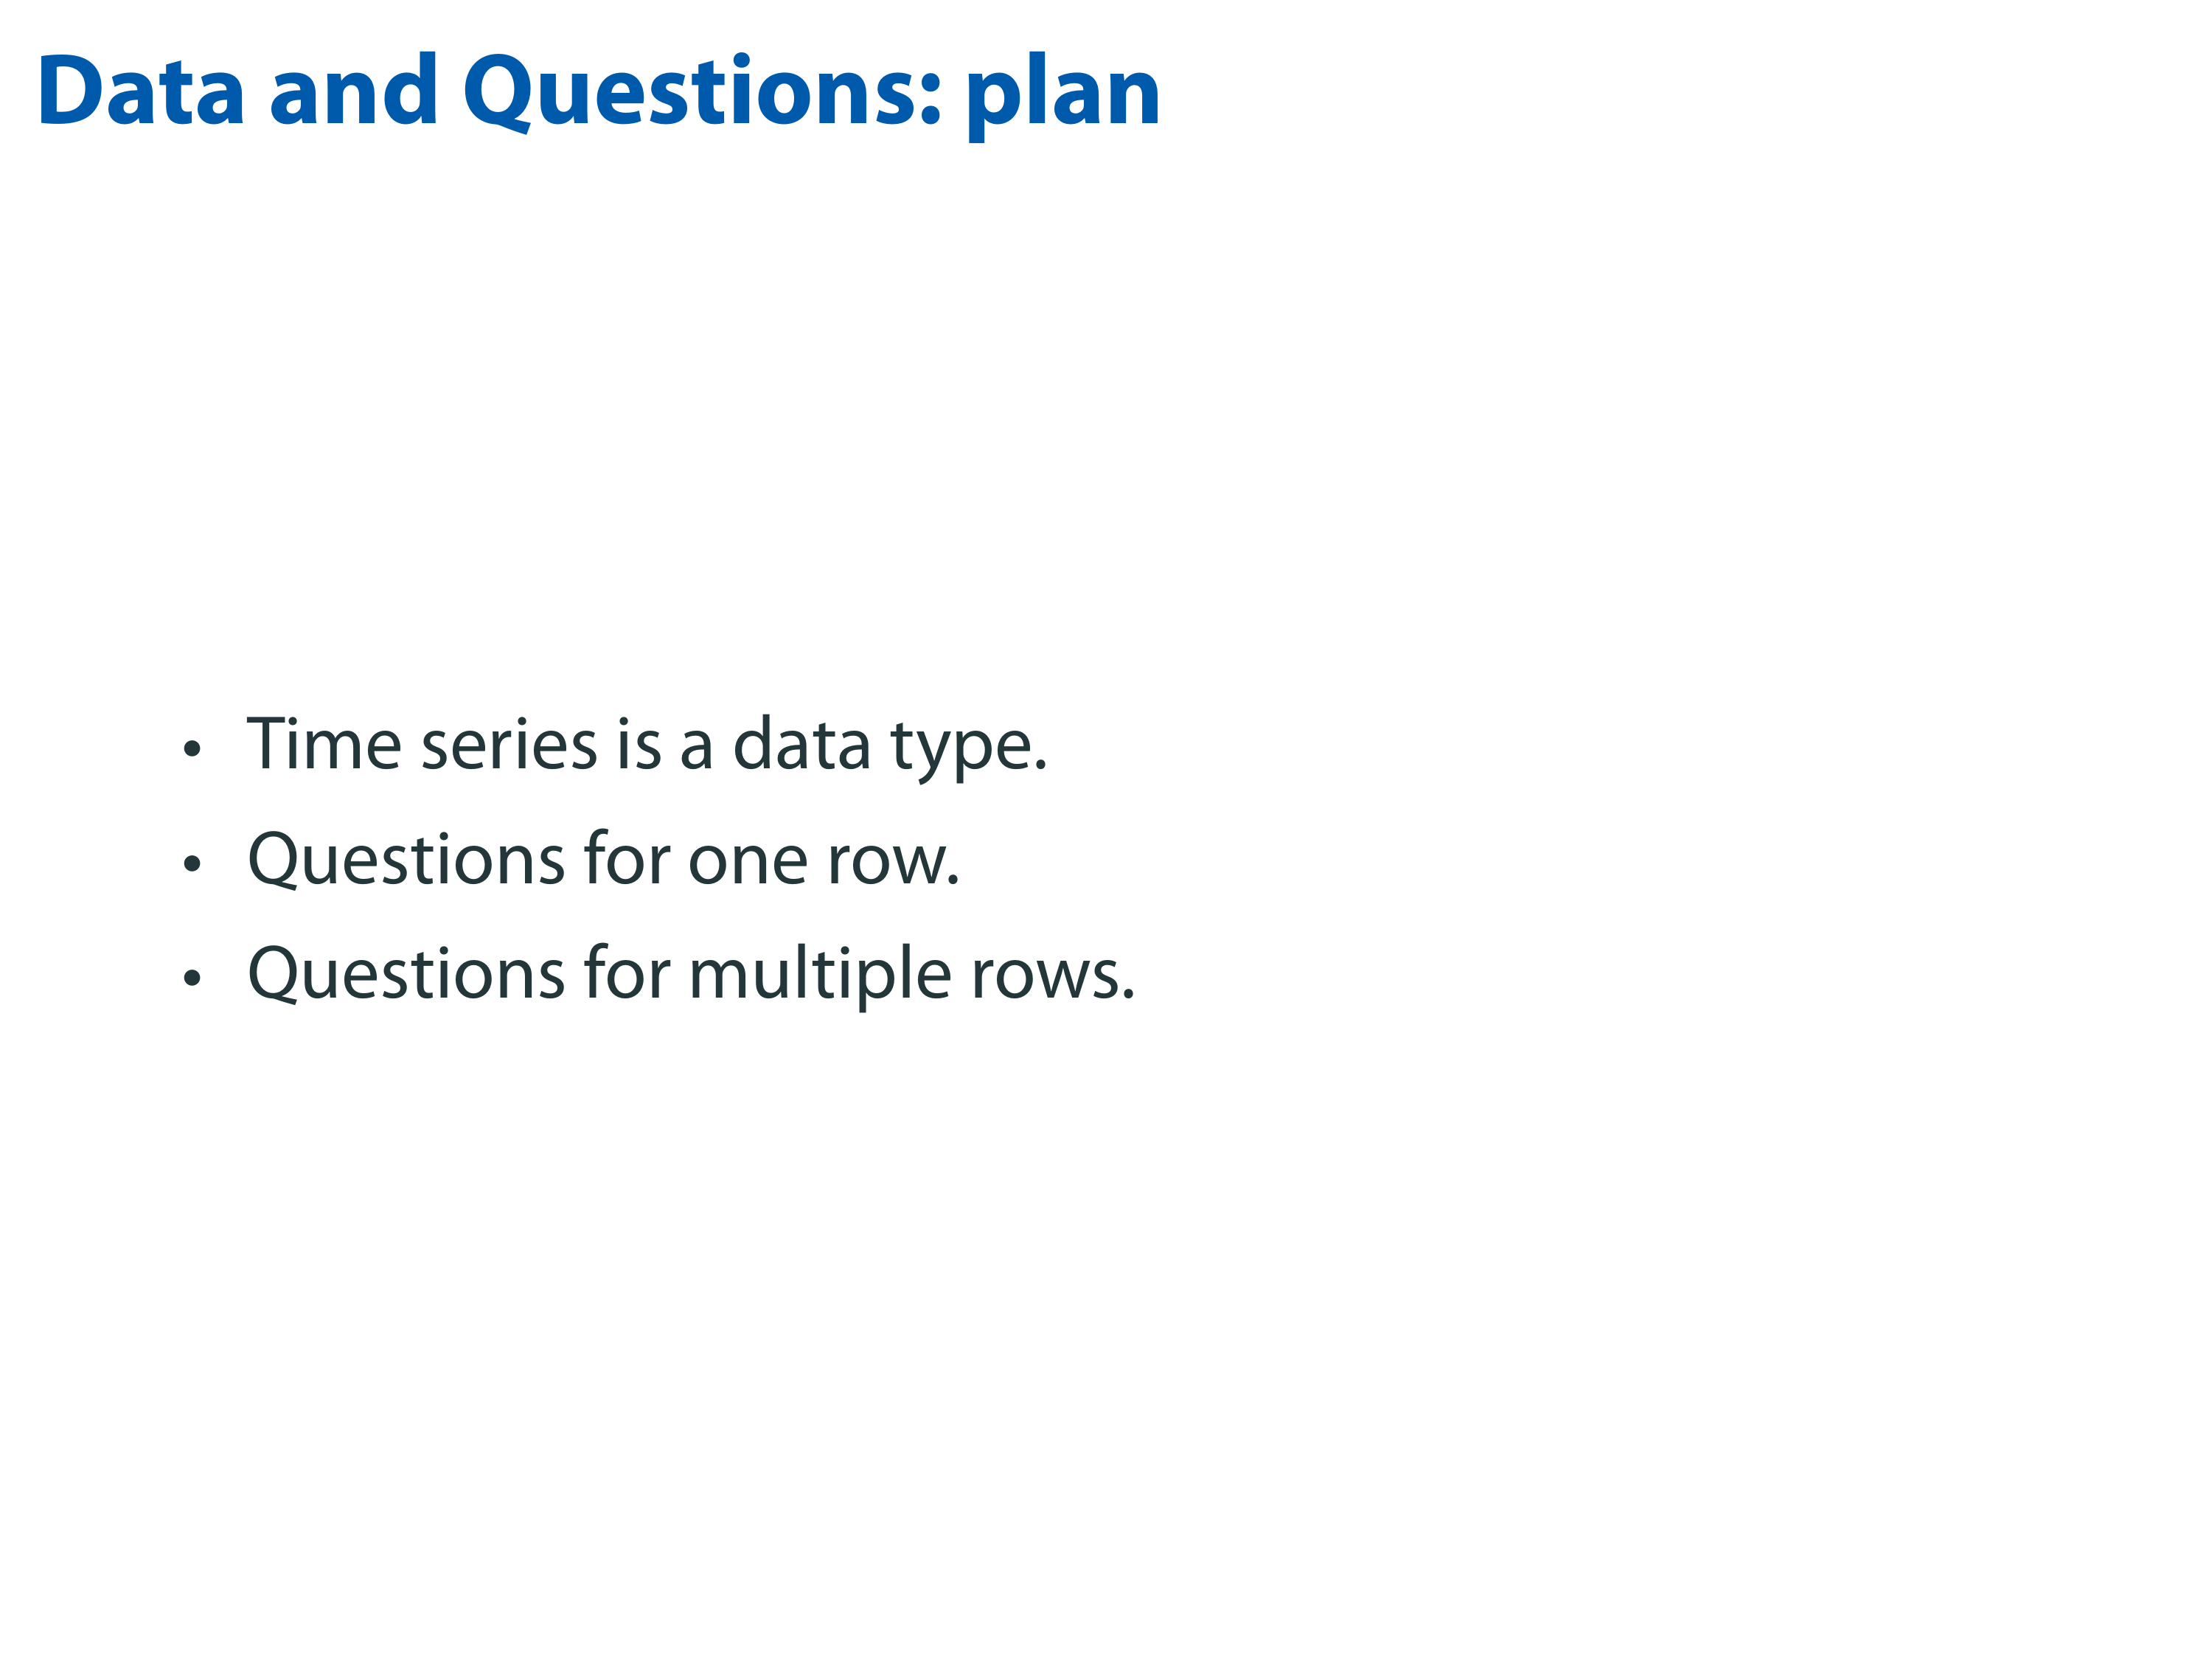 Data and Questions: plan
• Time series is a data type.
• Questions for one row.
• Questions for multiple rows.